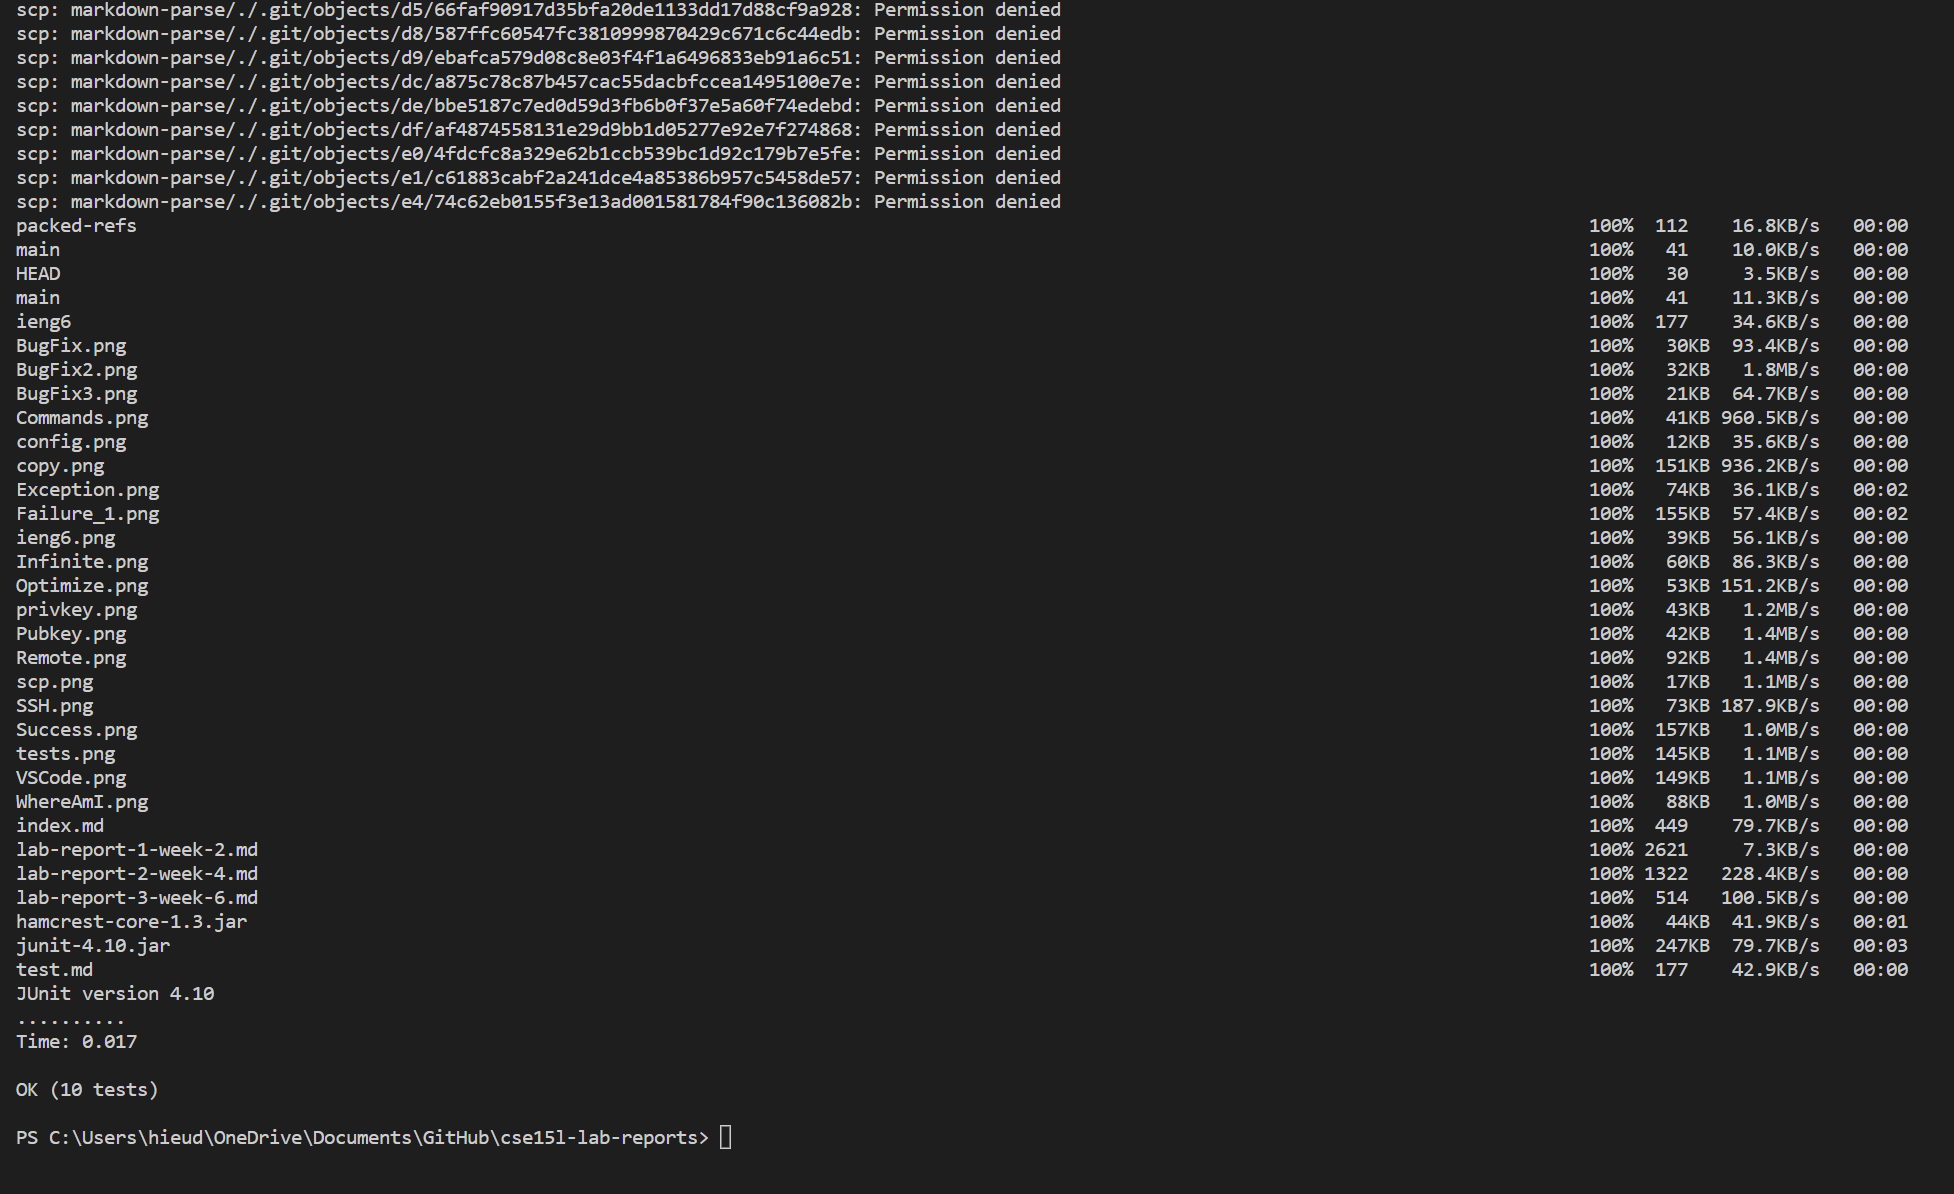 scp: markdown-parse/./.git/objects/d5/66faf90917d35bfa20de1133dd17d88cf9a928: Permission denied
scp: markdown-parse/./.git/objects/d8/587ffc60547fc3810999870429c671c6c44edb: Permission denied
scp: markdown-parse/./.git/objects/d9/ebafca579d08c8e03f4f1a6496833eb91a6c51: Permission denied
scp: markdown-parse/./.git/objects/dc/a875c78c87b457cac55dacbfccea1495100e7e: Permission denied
scp: markdown-parse/./.git/objects/de/bbe5187c7ed0d59d3fb6b0f37e5a60f74edebd: Permission denied
scp: markdown-parse/./.git/objects/df/af4874558131e29d9bb1d05277e92e7f274868: Permission denied
scp: markdown-parse/./.git/objects/e0/4fdcfc8a329e62b1ccb539bc1d92c179b7e5fe: Permission denied
scp: markdown-parse/./.git/objects/e1/c61883cabf2a241dce4a85386b957c5458de57: Permission denied
scp: markdown-parse/./.git/objects/e4/74c62eb0155f3e13ad001581784f90c136082b: Permission denied
packed-refs 100% 112 16.8KB/s 00:00
main 100% 41 10.0KB/s 00:00
HEAD 100% 30 3.5KB/s 00:00
main 100% 41 11.3KB/s 00:00
ieng6 100% 177 34.6KB/s 00:00
BugFix.png 100% 30KB 93.4KB/s 00:00
BugFix2.png 100% 32KB 1.8MB/s 00:00
BugFix3.png 100% 21KB 64.7KB/s 00:00
Commands.png 100% 41KB 960.5KB/s 00:00
config.png 100% 12KB 35.6KB/s 00:00
copy.png 100% 151KB 936.2KB/s 00:00
Exception.png 100% 74KB 36.1KB/s 00:02
Failure_1.png 100% 155KB 57.4KB/s 00:02
ieng6.png 100% 39KB 56.1KB/s 00:00
Infinite.png 100% 60KB 86.3KB/s 00:00
Optimize.png 100% 53KB 151.2KB/s 00:00
privkey.png 100% 43KB 1.2MB/s 00:00
Pubkey.png 100% 42KB 1.4MB/s 00:00
Remote.png 100% 92KB 1.4MB/s 00:00
scp.png 100% 17KB 1.1MB/s 00:00
SSH.png 100% 73KB 187.9KB/s 00:00
Success.png 100% 157KB 1.0MB/s 00:00
tests.png 100% 145KB 1.1MB/s 00:00
VSCode.png 100% 149KB 1.1MB/s 00:00
WhereAmI.png 100% 88KB 1.0MB/s 00:00
index.md 100% 449 79.7KB/s 00:00
lab-report-1-week-2.md 100% 2621 7.3KB/s 00:00
lab-report-2-week-4.md 100% 1322 228.4KB/s 00:00
lab-report-3-week-6.md 100% 514 100.5KB/s 00:00
hamcrest-core-1.3.jar 100% 44KB 41.9KB/s 00:01
junit-4.10.jar 100% 247KB 79.7KB/s 00:03
test.md 100% 177 42.9KB/s 00:00
JUnit version 4.10
..........
Time: 0.017
OK (10 tests)
PS C:\Users\hieud\OneDrive\Documents\GitHub\cse15l-lab-reports>